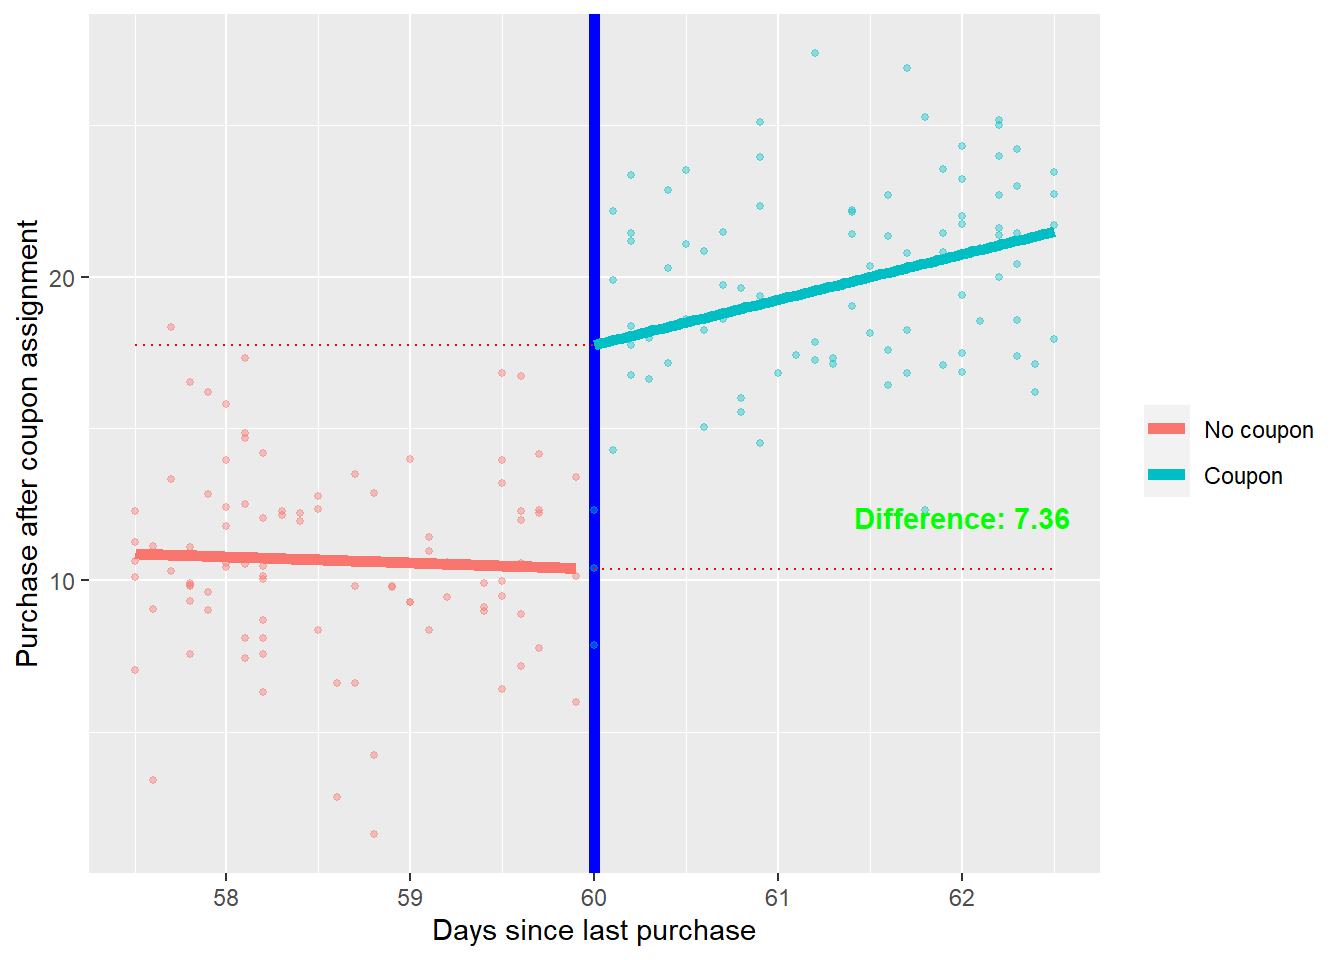 Purchase after coupon assignment
20
10
Difference: 7.36
No coupon
Coupon
58 59 60 61 62
Days since last purchase